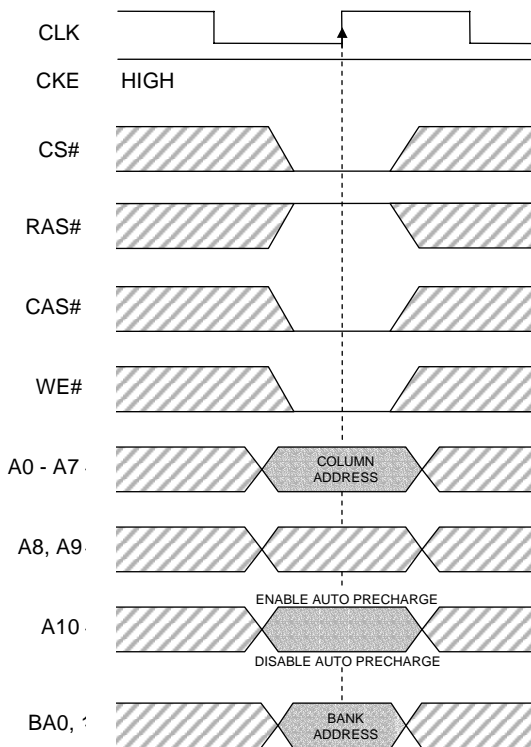 CLK
CKE HIGH
CS#
RAS#
CAS#
WE#
A0 - A7
COLUMN
ADDRESS
A8, A9
ENABLE AUTO PRECHARGE
A10
DISABLE AUTO PRECHARGE
BA0,
BANK
ADDRESS